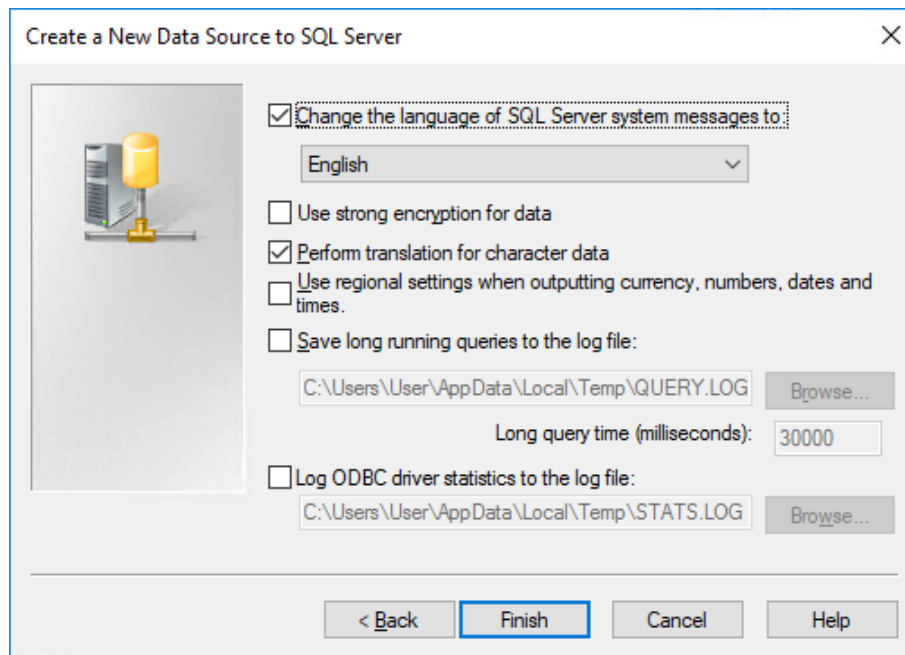 Create a New Data Source to SQL Server
Change the language of SQL Server system messages to:
English
Use strong encryption for data
Perform translation for character data
Use regional settings when outputting currency, numbers, dates and
times.
Save long running queries to the log file:
C:\Users\User\AppData\Local\Temp\QUERY.LOG
Browse...
Long query time (milliseconds):
30000
Log ODBC driver statistics to the log file:
C:\Users\User\AppData\Local\Temp\STATS.LOG
Browse...
< Back
Finish
Cancel
Help